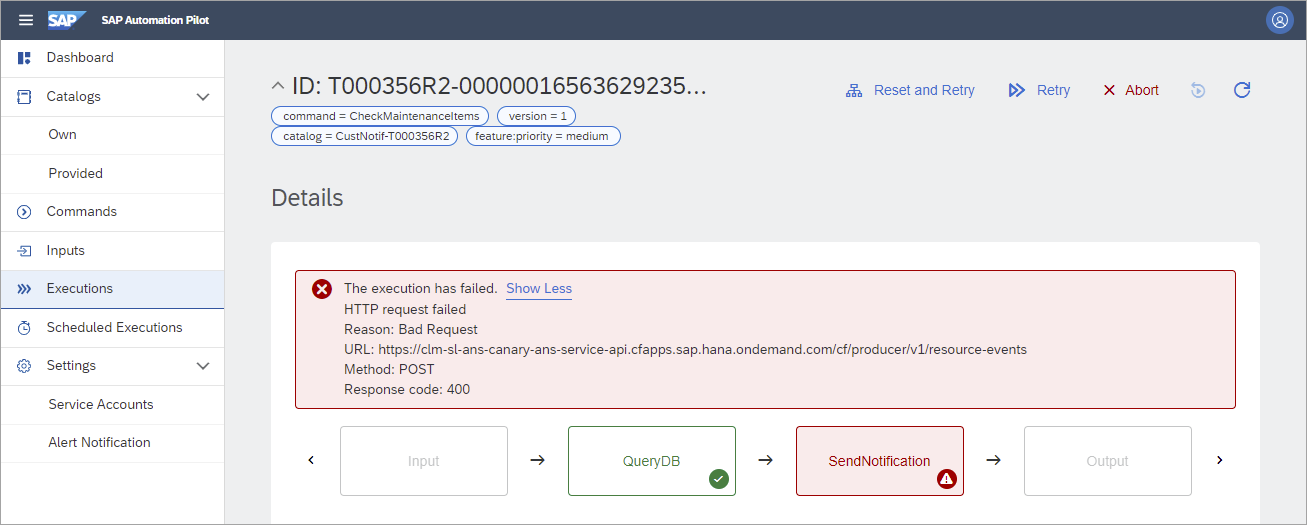 SAP SAP Automation Pilot
Dashboard
Catalogs
Own
Provided
Commands
Inputs
Executions
Scheduled Executions
Settings
Service Accounts
Alert Notification
ID: T000356R2-00000016563629235...
Reset and Retry
Retry
Abort
command = CheckMaintenanceItems
version = 1
catalog = CustNotif-T000356R2
feature:priority = medium
Details
The execution has failed. Show Less
HTTP request failed
Reason: Bad Request
URL: https://clm-sl-ans-canary-ans-service-api.cfapps.sap.hana.ondemand.com/cf/producer/v1/resource-events
Method: POST
Response code: 400
Input
QueryDB
SendNotification
Output